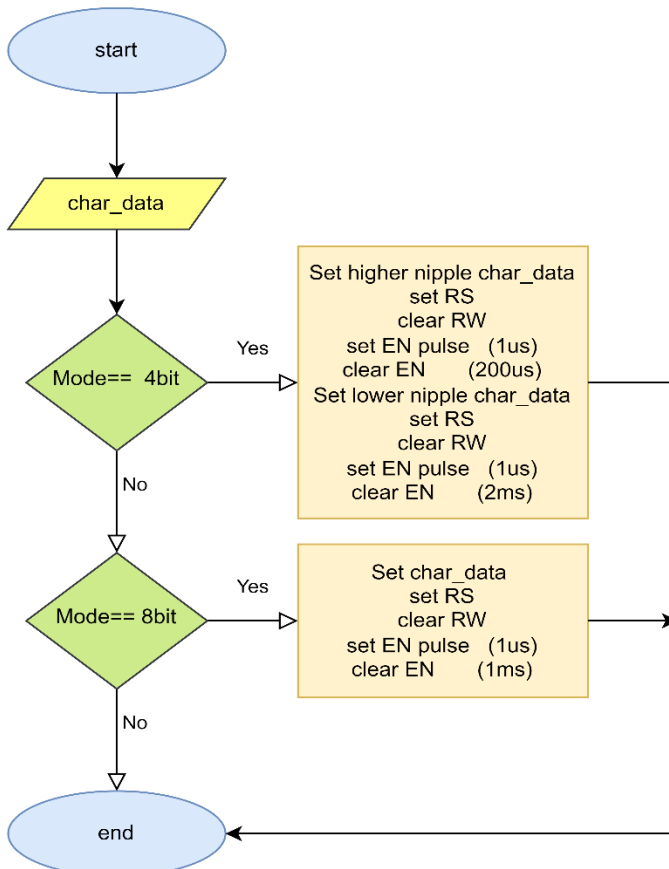 start
char_data
Mode== 4bit
Yes
Set higher nipple char_data
set RS
clear RW
set EN pulse (1us)
clear EN (200us)
Set lower nipple char_data
set RS
clear RW
set EN pulse (1us)
clear EN (2ms)
No
Mode== 8bit
Yes
Set char_data
set RS
clear RW
set EN pulse (1us)
clear EN (1ms)
No
end